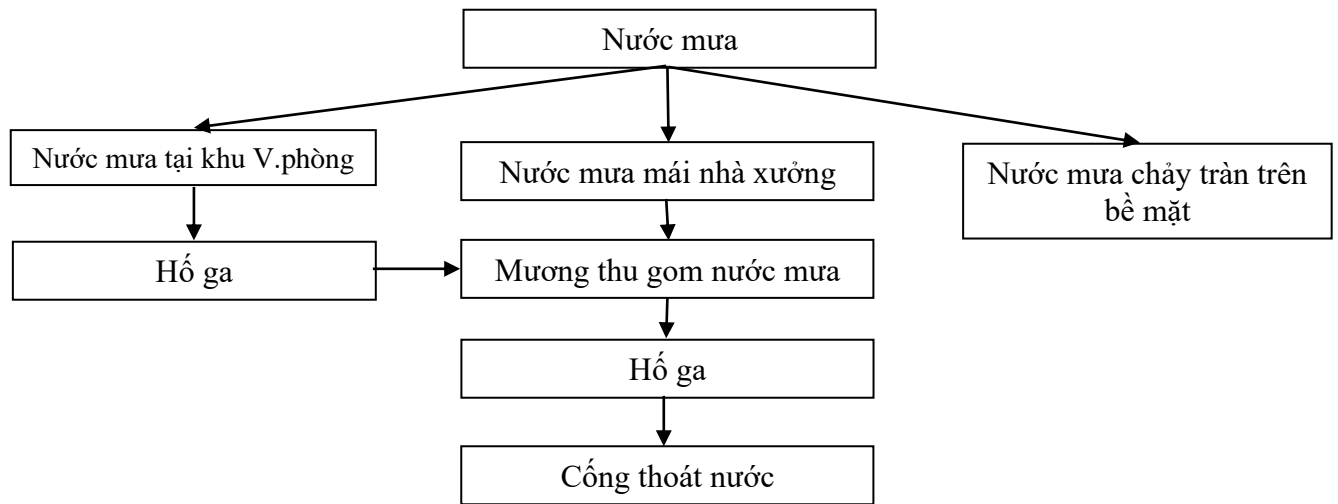 Nước mưa
Nước mưa tại khu V.phòng
Nước mưa mái nhà xưởng
Nước mưa chảy tràn trên
bề mặt
Hố ga
Mương thu gom nước mưa
Hố ga
Cống thoát nước